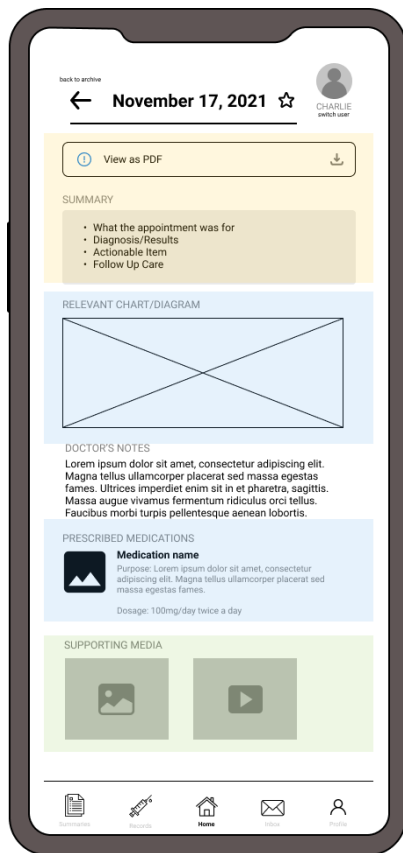 back to archive
November 17, 2021
CHARLIE
switch user
View as PDF
SUMMARY
• What the appointment was for
• Diagnosis/Results
• Actionable Item
• Follow Up Care
RELEVANT CHART/DIAGRAM
DOCTOR'S NOTES
Lorem ipsum dolor sit amet, consectetur adipiscing elit.
Magna tellus ullamcorper placerat sed massa egestas
fames. Ultrices imperdiet enim sit in et pharetra, sagittis.
Massa augue vivamus fermentum ridiculus orci tellus.
Faucibus morbi turpis pellentesque aenean lobortis.
PRESCRIBED MEDICATIONS
Medication name
Purpose: Lorem ipsum dolor sit amet, consectetur
adipiscing elit. Magna tellus ullamcorper placerat sed
massa egestas fames.
Dosage: 100mg/day twice a day
SUPPORTING MEDIA
Summaries Records Home Inbox Profile